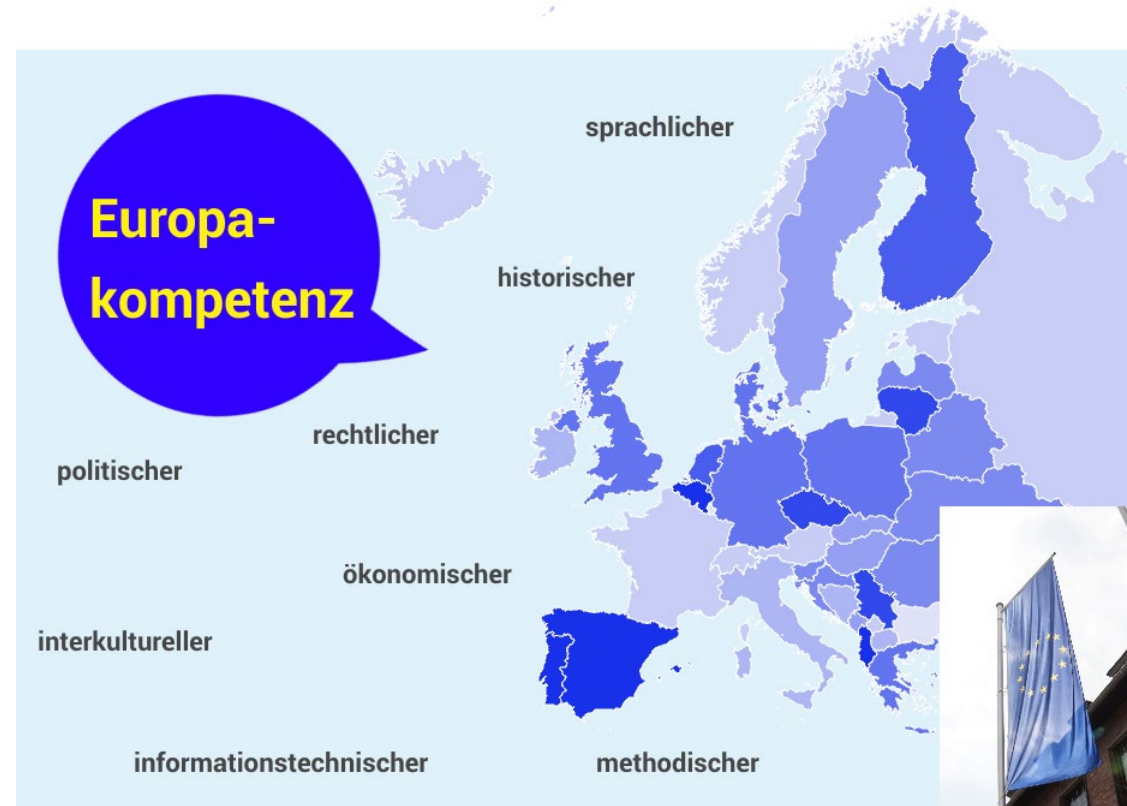 sprachlicher
Europa-
kompetenz
historischer
rechtlicher
politischer
ökonomischer
interkultureller
informationstechnischer
methodischer